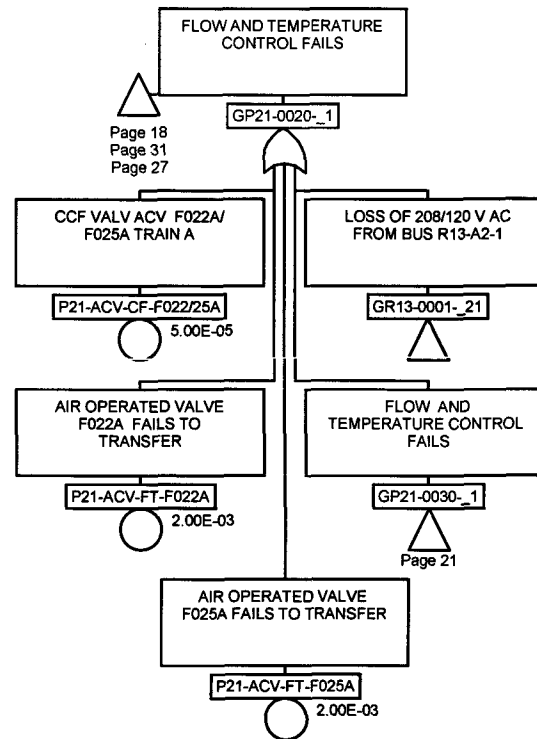 FLOW AND TEMPERATURE
CONTROL FAILS
GP21-0020-_1
Page 18
Page 31
Page 27
CCF VALV ACV F022A/
F025A TRAIN A
P21-ACV-CF-F022/25A
5.00E-05
LOSS OF 208/120 V AC
FROM BUS R13-A2-1
GR13-0001-_21
AIR OPERATED VALVE
F022A FAILS TO
TRANSFER
P21-ACV-FT-F022A
2.00E-03
FLOW AND
TEMPERATURE CONTROL
FAILS
GP21-0030-_1
Page 21
AIR OPERATED VALVE
F025A FAILS TO TRANSFER
P21-ACV-FT-F025A
2.00E-03